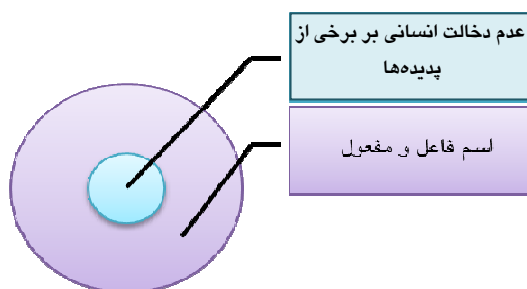 عدم دخالت انسانی بر برخی از
پدیده‌ها
اسم فاعل و مفعول